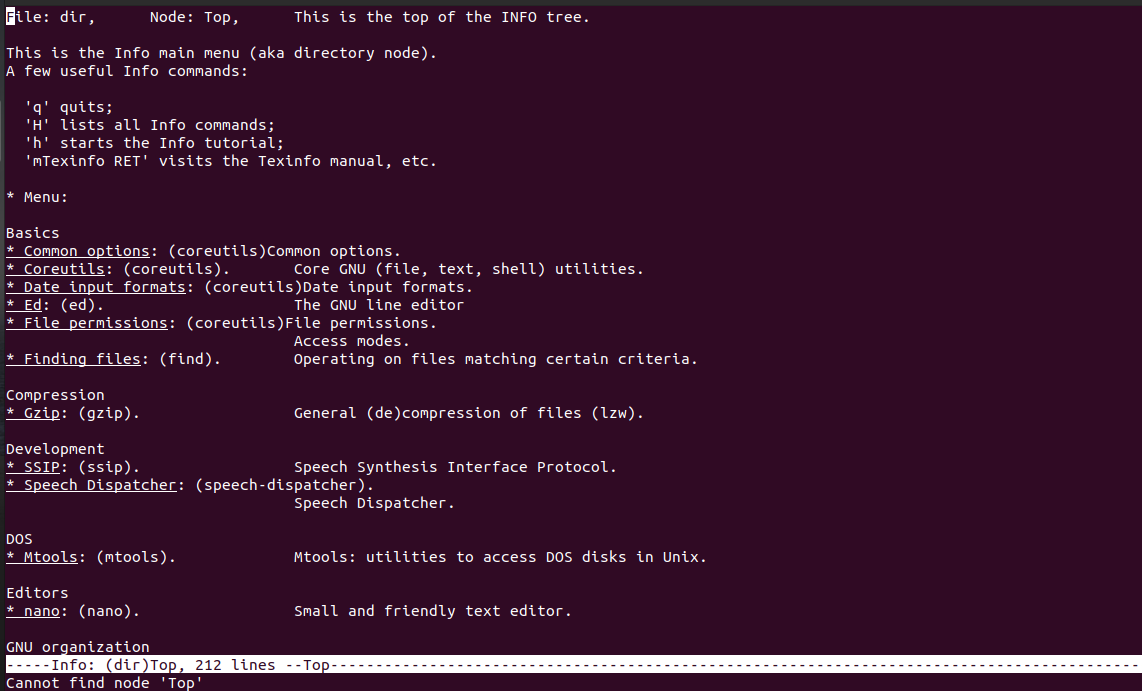 File: dir,      Node: Top,      This is the top of the INFO tree.
This is the Info main menu (aka directory node).
A few useful Info commands:
  'q' quits;
  'H' lists all Info commands;
  'h' starts the Info tutorial;
  'mTexinfo RET' visits the Texinfo manual, etc.
* Menu:
Basics
* Common options: (coreutils)Common options.
* Coreutils: (coreutils).       Core GNU (file, text, shell) utilities.
* Date input formats: (coreutils)Date input formats.
* Ed: (ed).                     The GNU line editor
* File permissions: (coreutils)File permissions.
                                Access modes.
* Finding files: (find).        Operating on files matching certain criteria.
Compression
* Gzip: (gzip).                 General (de)compression of files (lzw).
Development
* SSIP: (ssip).                 Speech Synthesis Interface Protocol.
* Speech Dispatcher: (speech-dispatcher).
                                Speech Dispatcher.
DOS
* Mtools: (mtools).             Mtools: utilities to access DOS disks in Unix.
Editors
* nano: (nano).                 Small and friendly text editor.
GNU organization
-----Info: (dir)Top, 212 lines --Top------------------------------------------------------------------------------------------
Cannot find node 'Top'